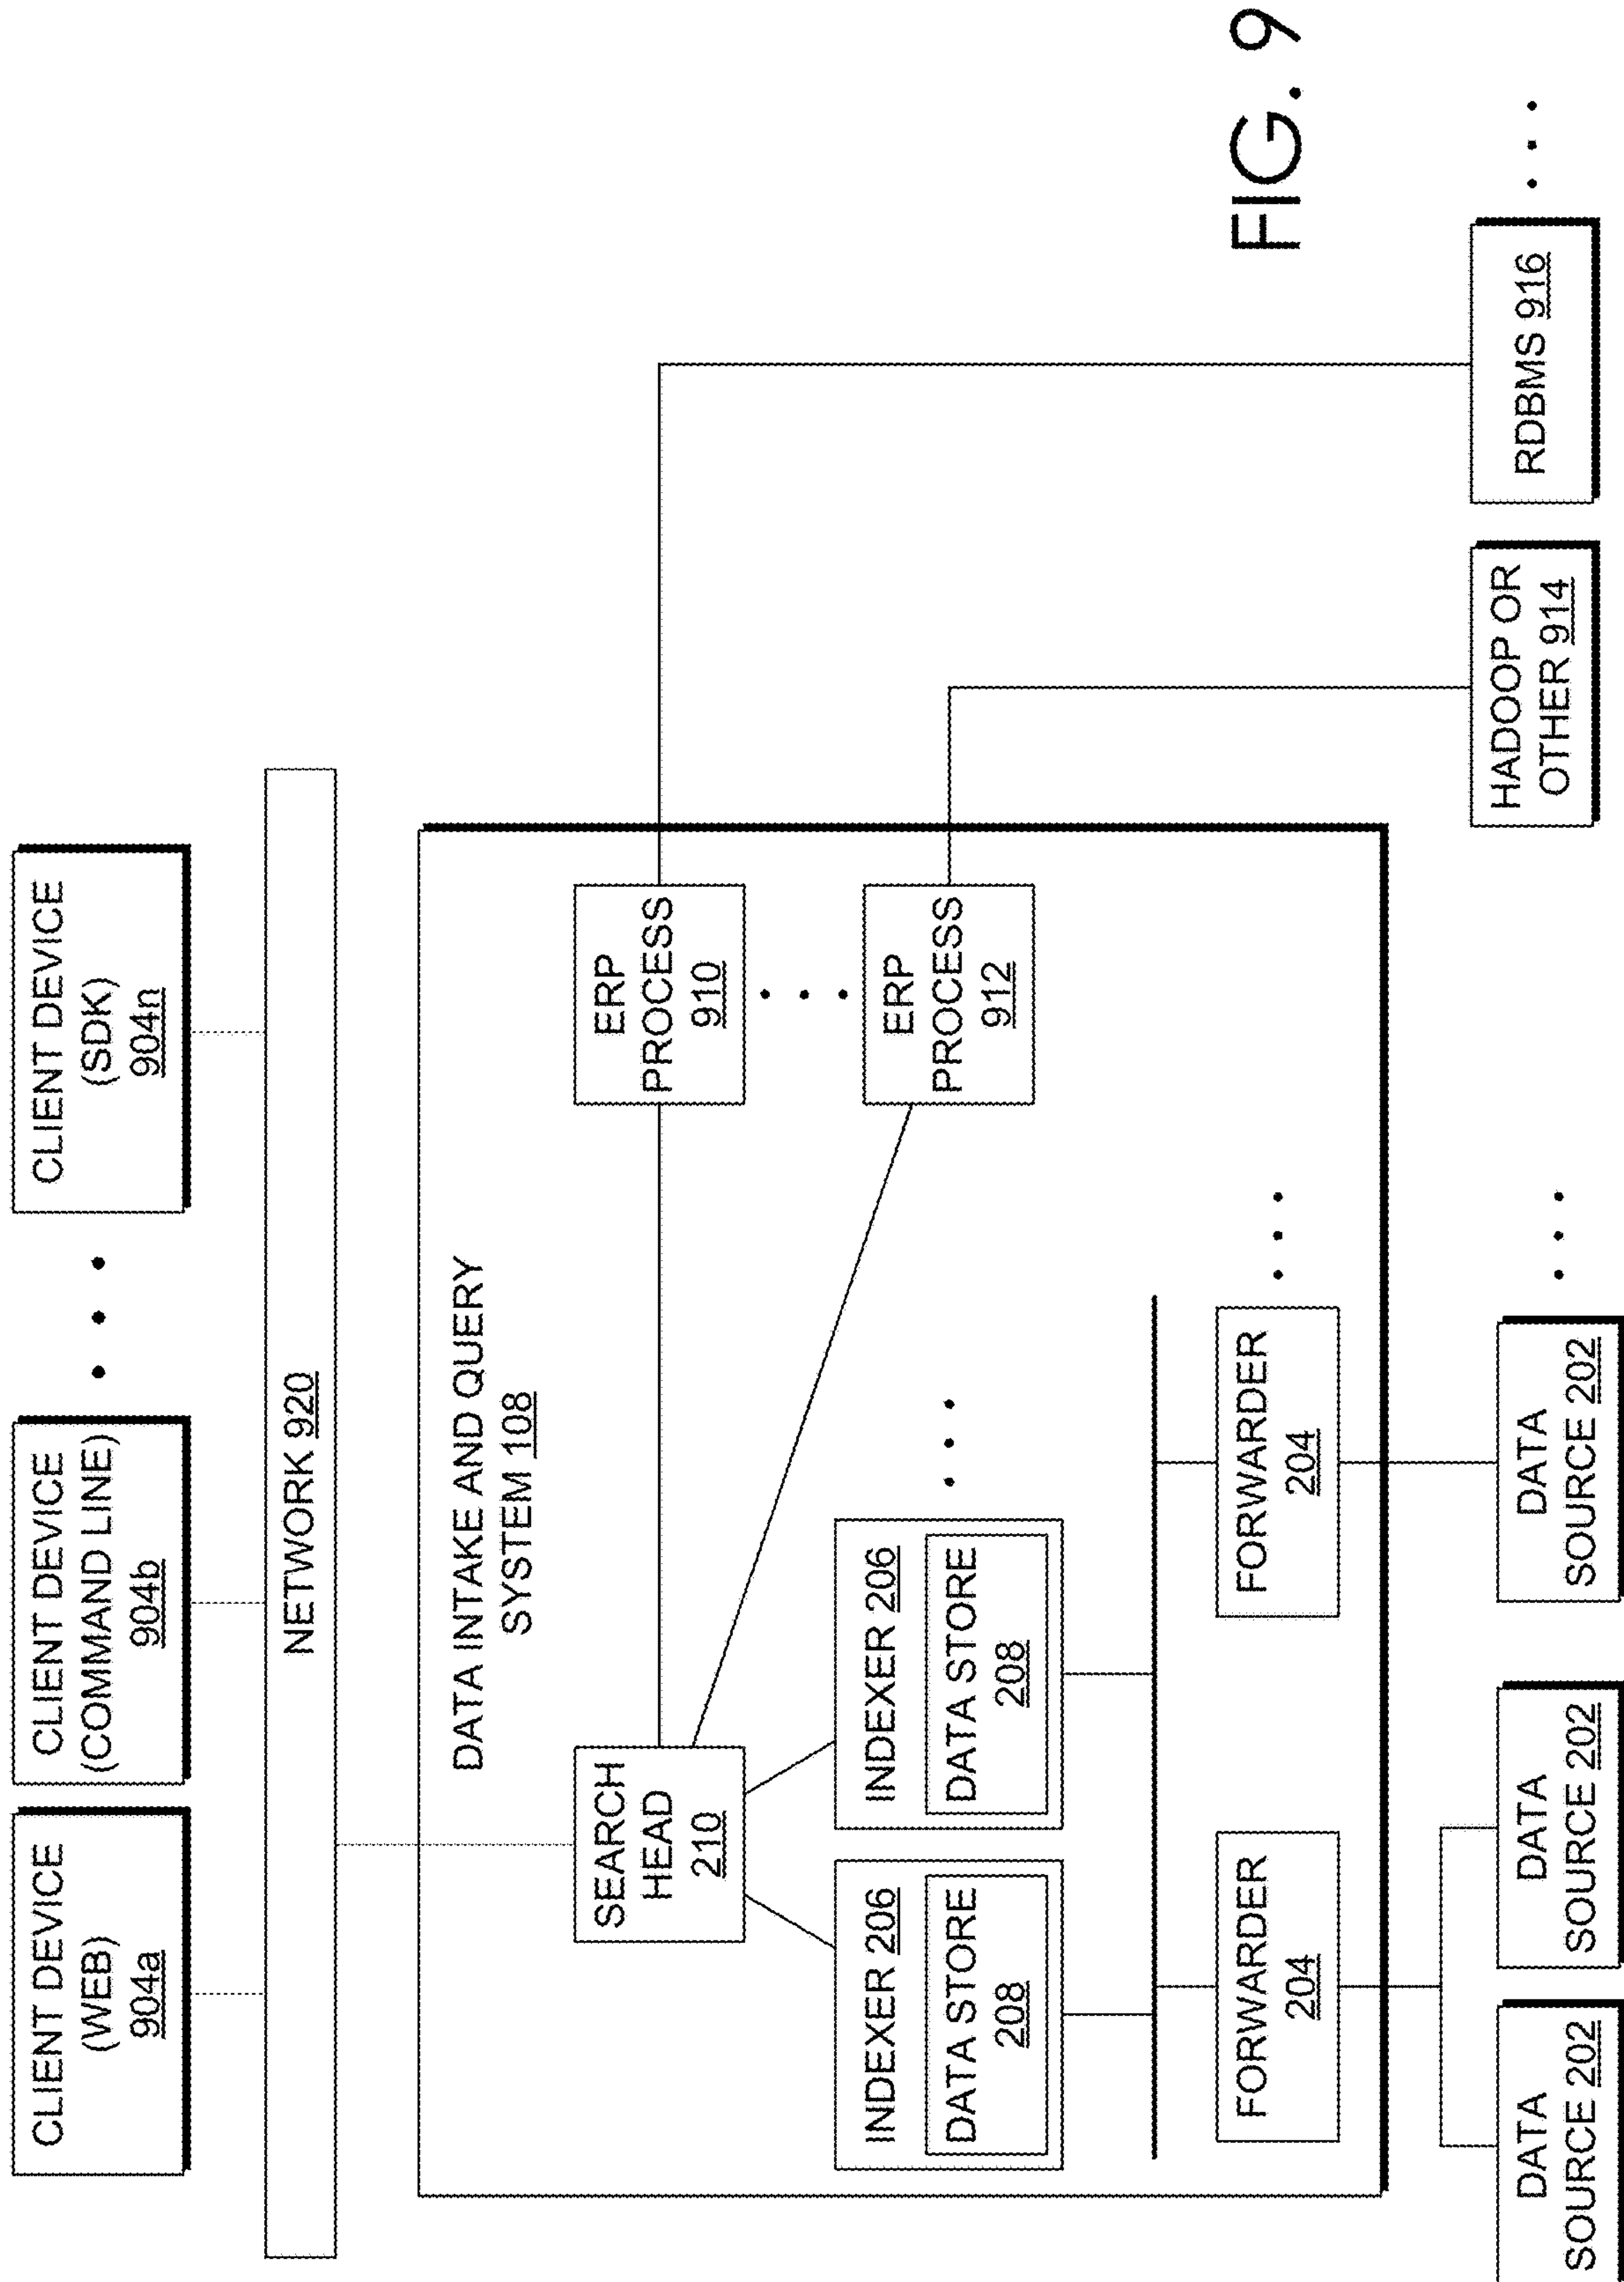 CLIENT DEVICE
(WEB)
904a
CLIENT DEVICE
(COMMAND LINE)
904b
• • •
CLIENT DEVICE
(SDK)
904n
NETWORK 920
DATA INTAKE AND QUERY
SYSTEM 108
SEARCH
HEAD
210
ERP
PROCESS
910
• • •
ERP
PROCESS
912
INDEXER 206
DATA STORE
208
INDEXER 206
DATA STORE
208
• • •
FORWARDER
204
FORWARDER
204
• • •
DATA
SOURCE 202
DATA
SOURCE 202
DATA
SOURCE 202
• • •
HADOOP OR
OTHER 914
RDBMS 916
• • •
FIG. 9